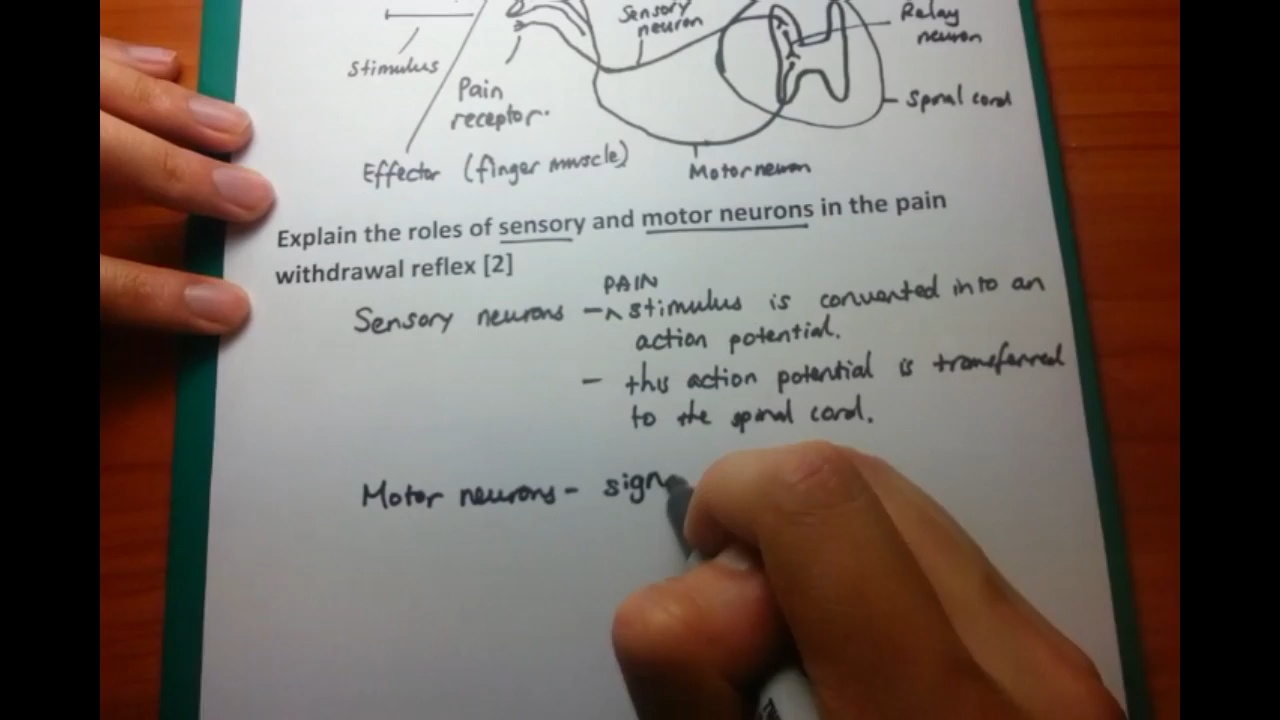 Sensory
neuron
Relay
neuron
Stimulus
Pain
receptor.
Spinal cord
Effector (finger muscle)
Motor neuron
Explain the roles of sensory and motor neurons in the pain
withdrawal reflex [2]
PAIN
Sensory neurons - ^ stimulus is converted into an
action potential.
- this action potential is transferred
to the spinal cord.
Motor neurons - signa